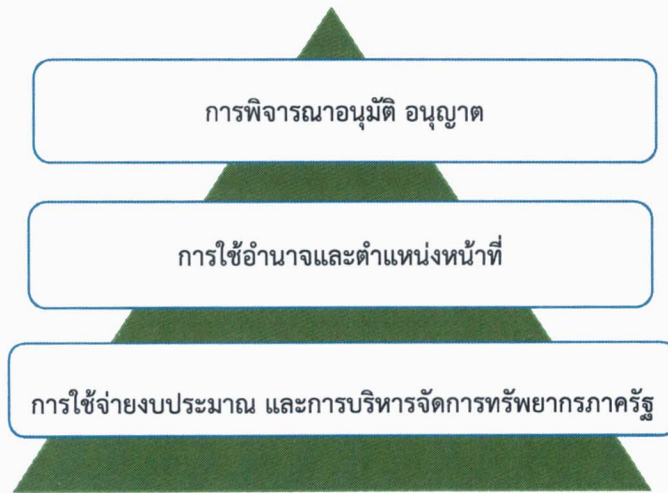 การพิจารณาอนุมัติ อนุญาต
การใช้อำนาจและตำแหน่งหน้าที่
การใช้จ่ายงบประมาณ และการบริหารจัดการทรัพยากรภาครัฐ